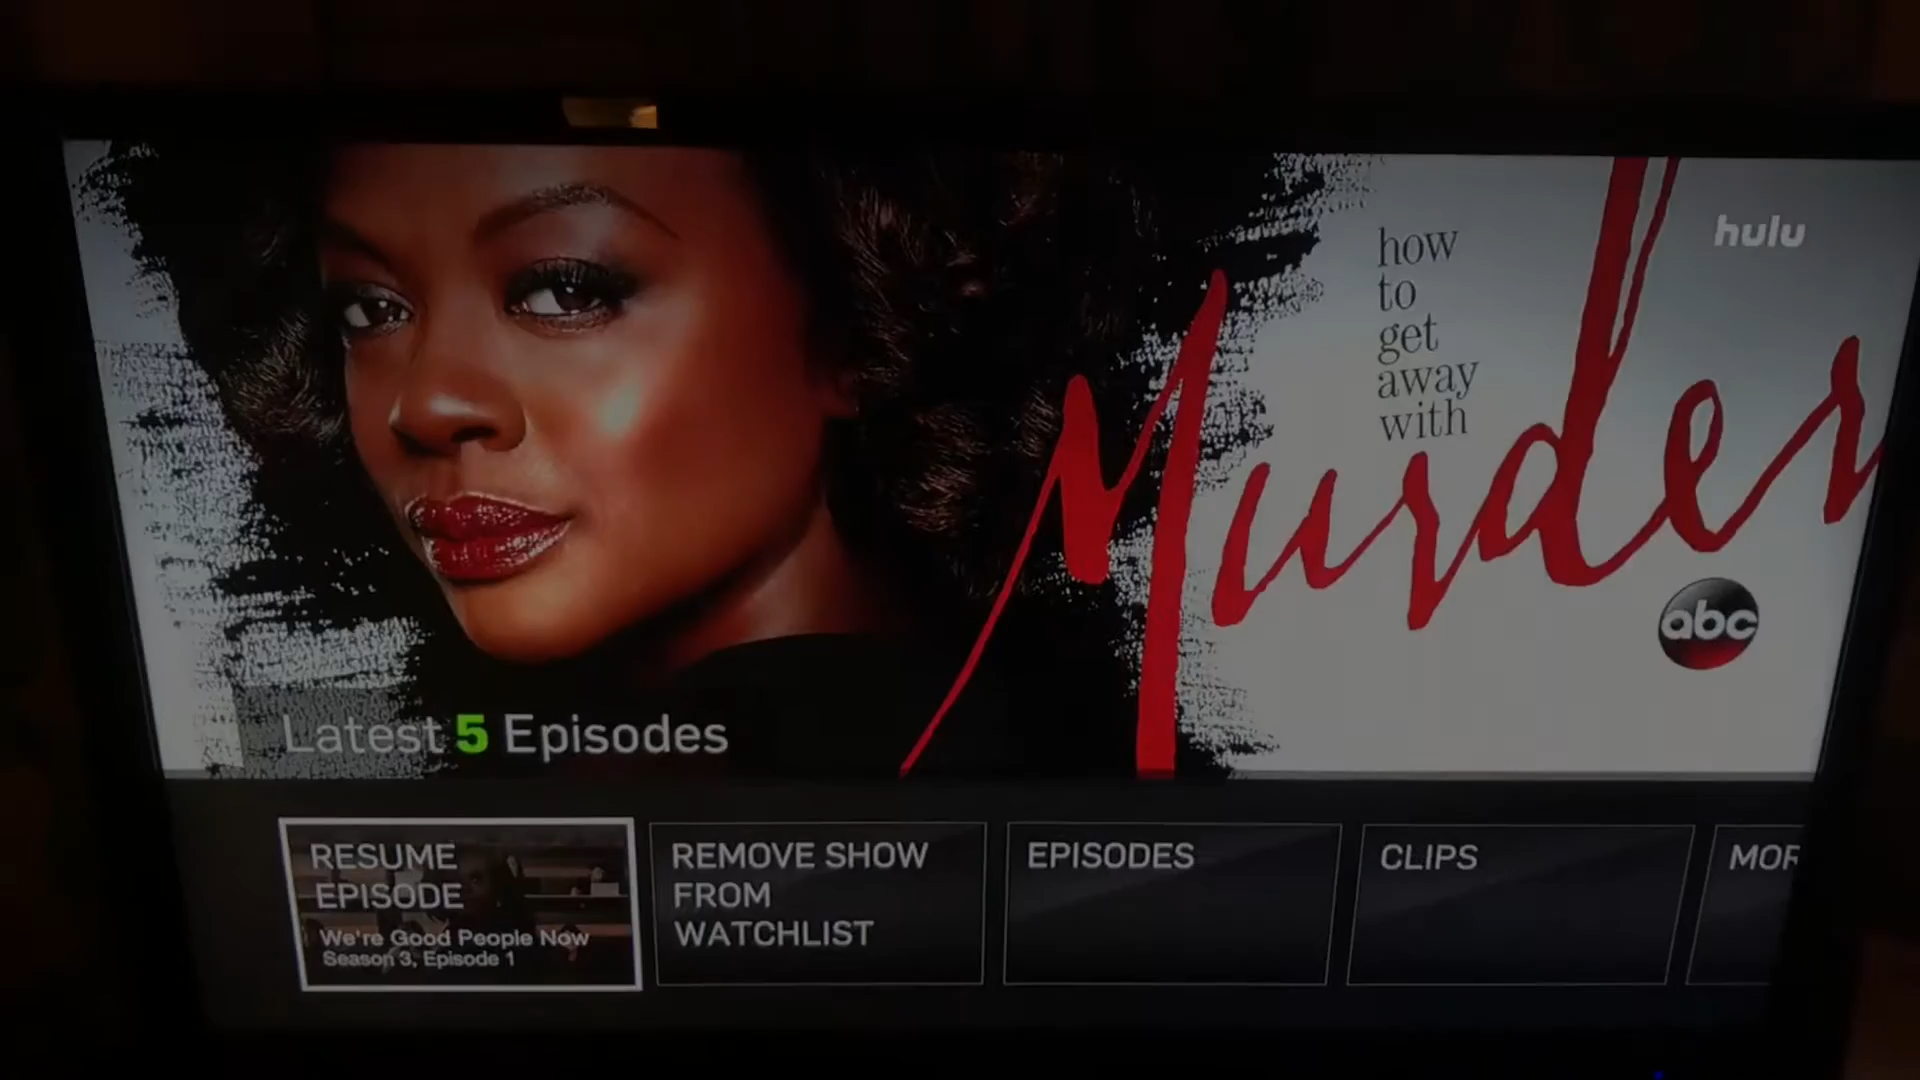 how
to
get
away
with
Murder
hulu
abc
Latest 5 Episodes
RESUME
EPISODE
We're Good People Now
Season 3, Episode 1
REMOVE SHOW
FROM
WATCHLIST
EPISODES
CLIPS